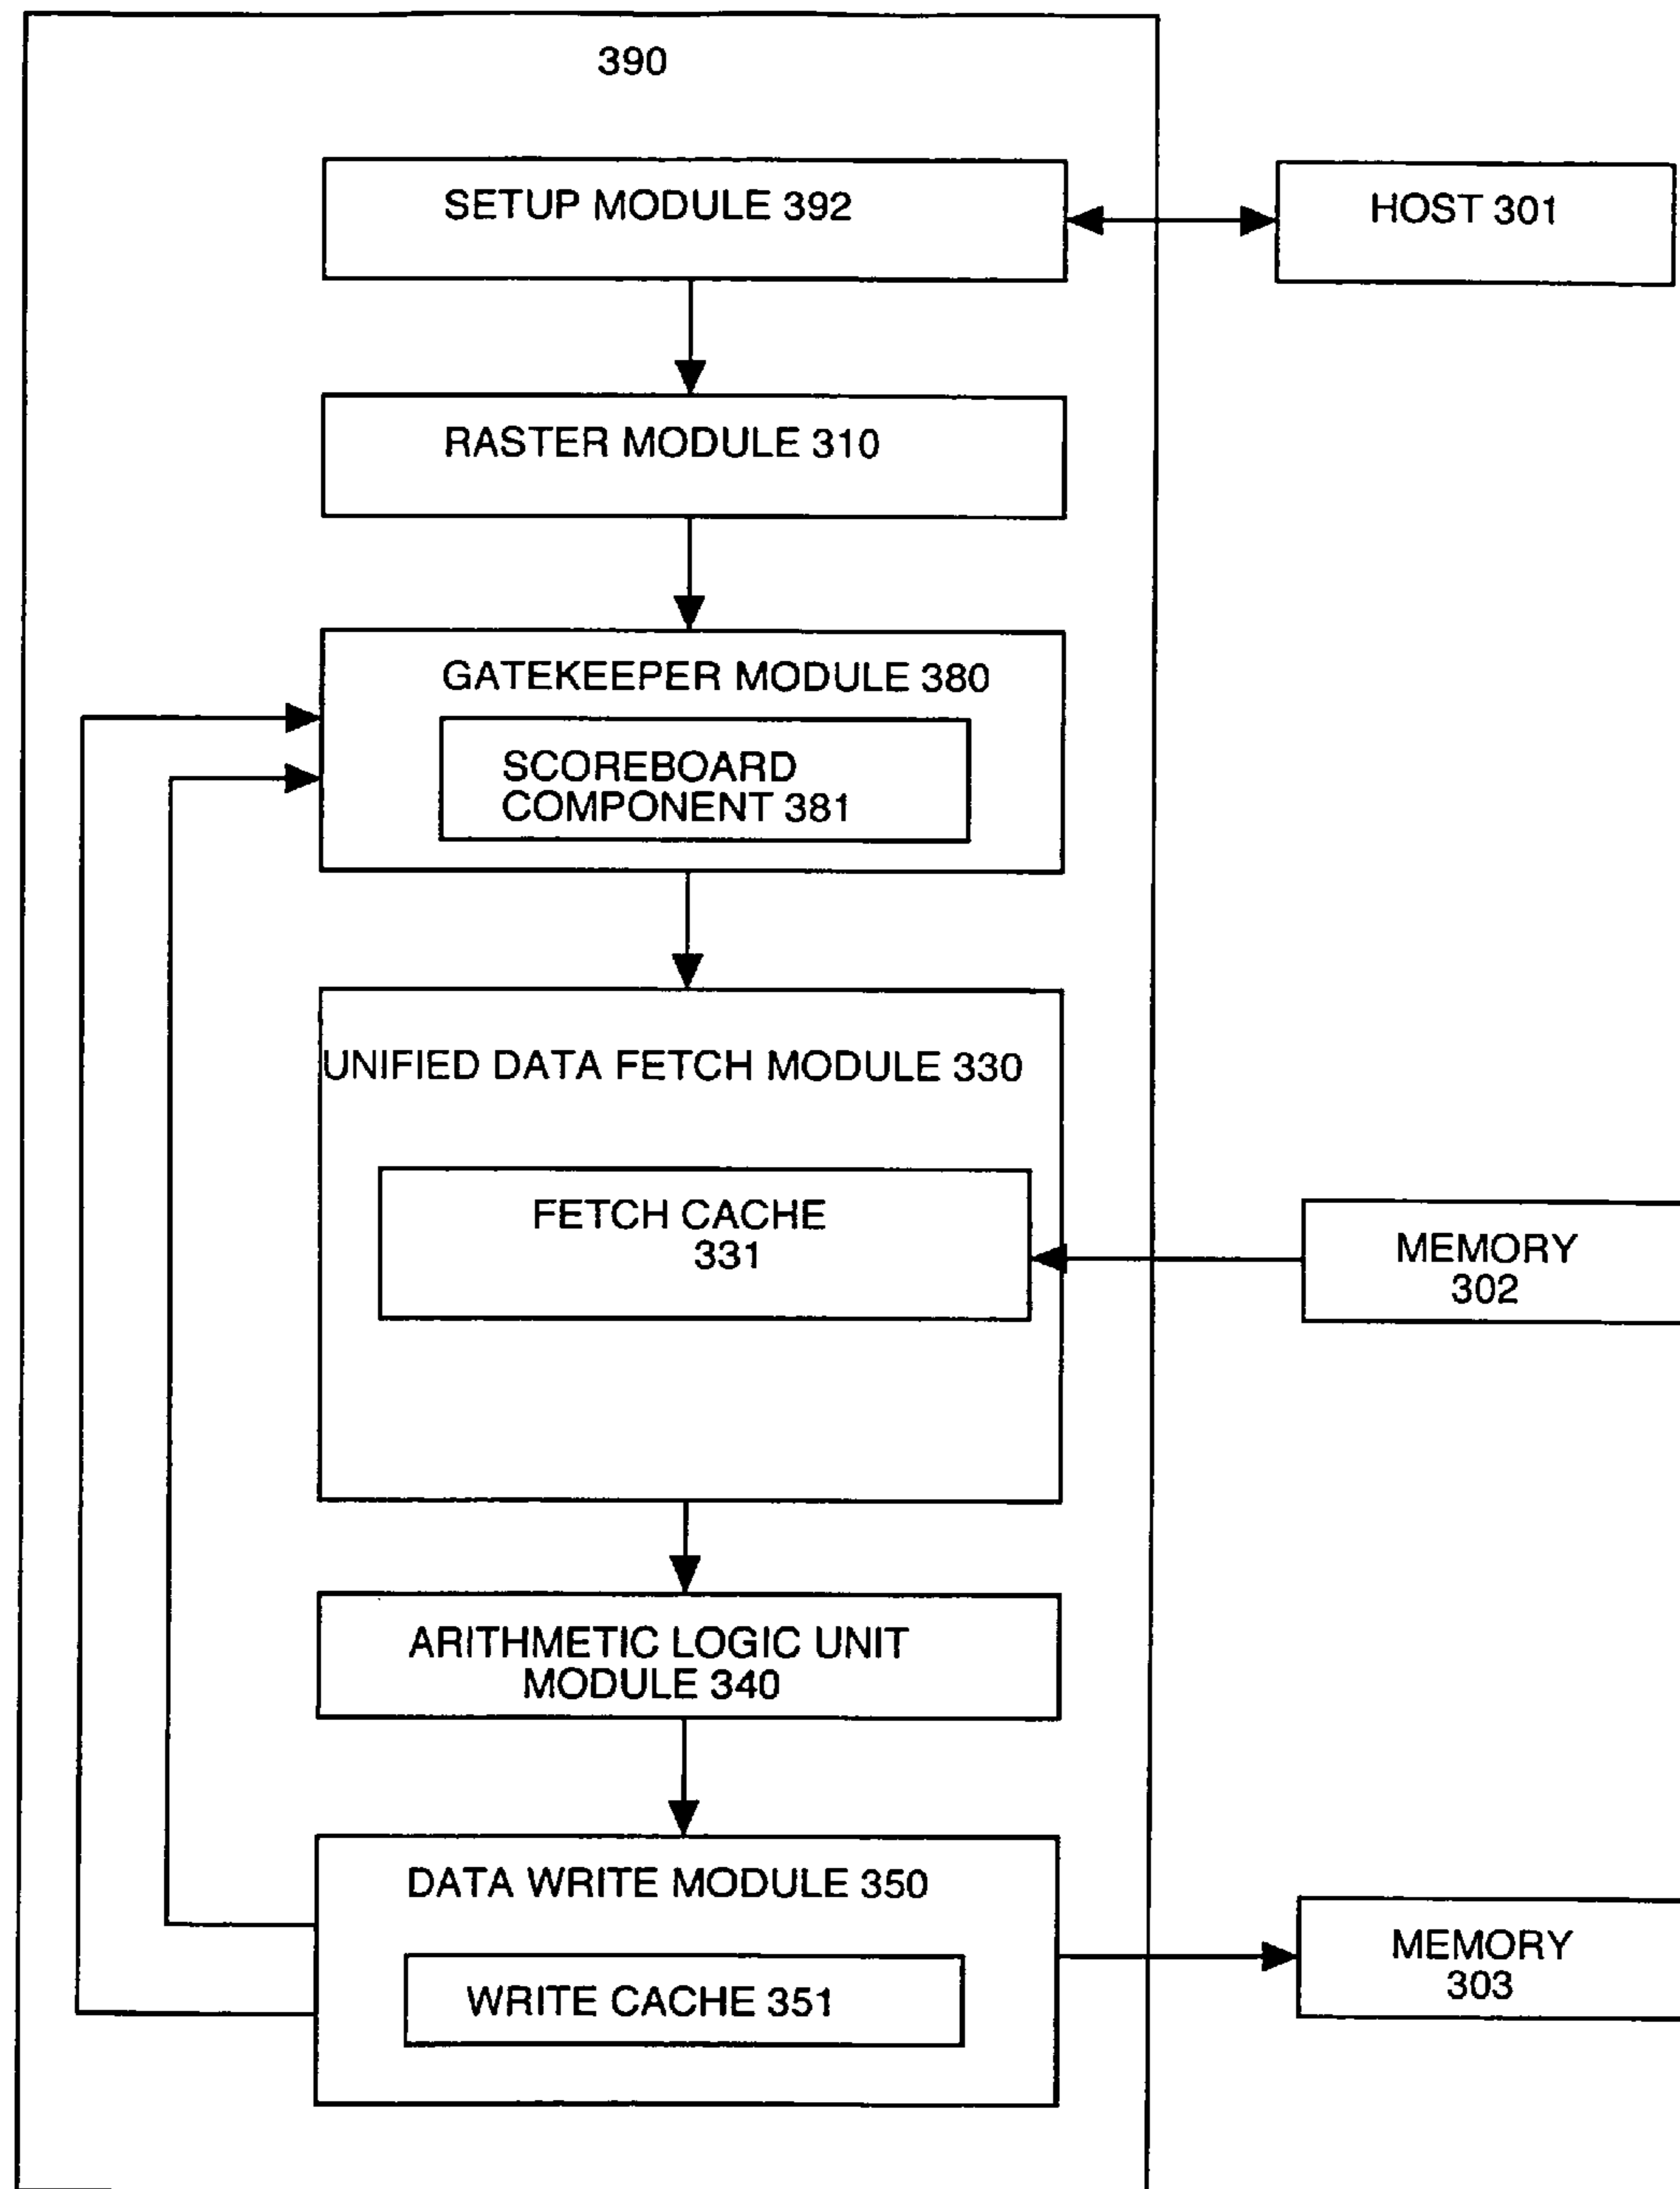 390
SETUP MODULE 392
HOST 301
RASTER MODULE 310
GATEKEEPER MODULE 380
SCOREBOARD
COMPONENT 381
UNIFIED DATA FETCH MODULE 330
FETCH CACHE
331
MEMORY
302
ARITHMETIC LOGIC UNIT
MODULE 340
DATA WRITE MODULE 350
WRITE CACHE 351
MEMORY
303